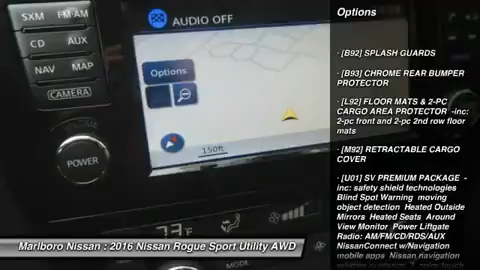 SXM FM·AM
CD AUX
NAV MAP
CAMERA
VOLUME
POWER
AUDIO OFF
Options
150ft
73°F
MODE
Marlboro Nissan : 2016 Nissan Rogue Sport Utility AWD
Options
· [B92] SPLASH GUARDS
· [B93] CHROME REAR BUMPER
PROTECTOR
· [L92] FLOOR MATS & 2-PC
CARGO AREA PROTECTOR -inc:
2-pc front and 2-pc 2nd row floor
mats
· [M92] RETRACTABLE CARGO
COVER
· [U01] SV PREMIUM PACKAGE -
inc: safety shield technologies
Blind Spot Warning moving
object detection Heated Outside
Mirrors Heated Seats Around
View Monitor Power Liftgate
Radio: AM/FM/CD/RDS/AUX
NissanConnect w/Navigation
mobile apps Nissan navigation